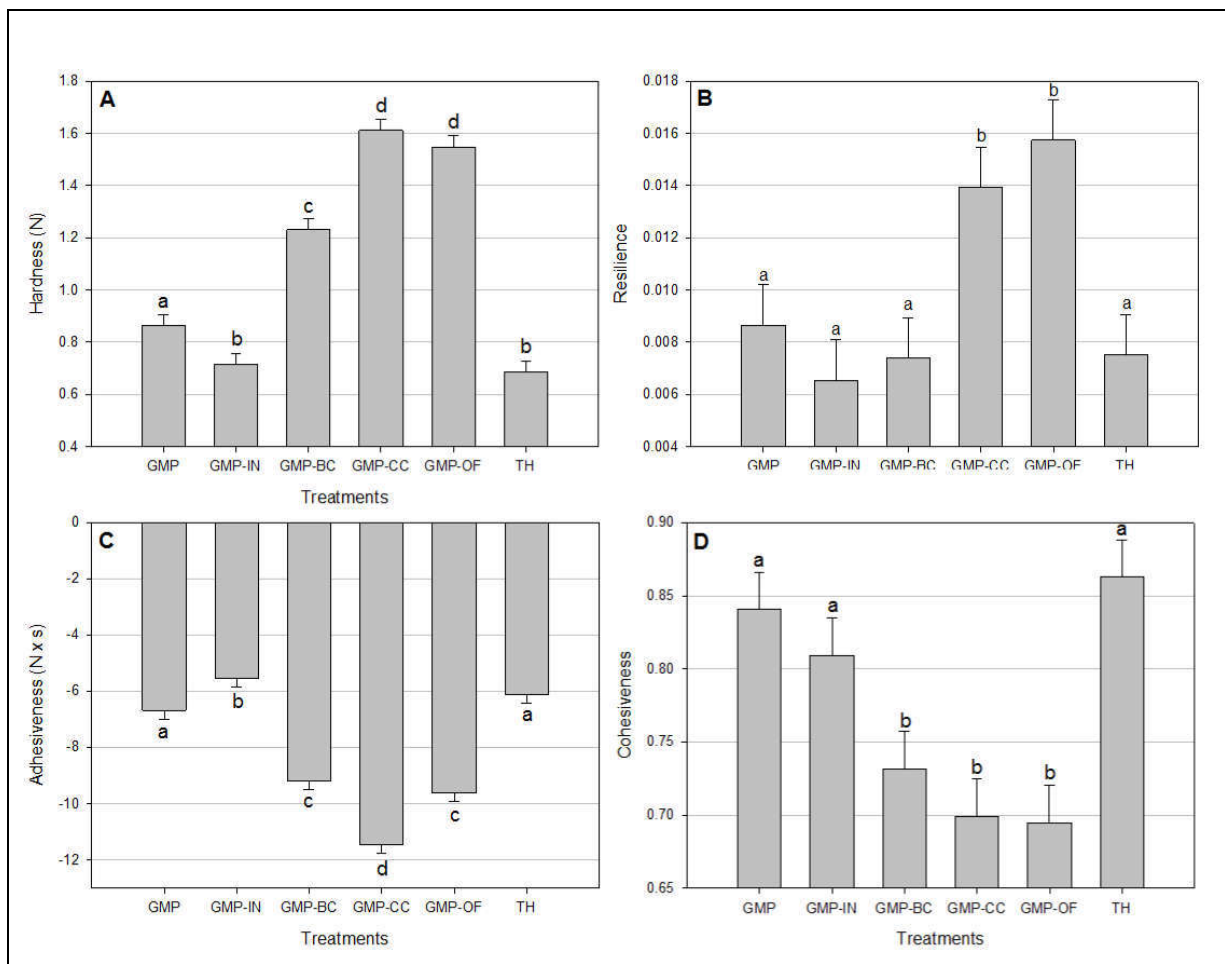 A
Hardness (N)
1.8
1.6
1.4
1.2
1.0
0.8
0.6
0.4
a
b
c
d
d
b
GMP GMP-IN GMP-BC GMP-CC GMP-OF TH
Treatments
B
Resilience
0.018
0.016
0.014
0.012
0.010
0.008
0.006
0.004
a
a
a
b
b
a
GMP GMP-IN GMP-BC GMP-CC GMP-OF TH
C
Adhesiveness (N x s)
0
-2
-4
-6
-8
-10
-12
a
b
c
d
c
a
GMP GMP-IN GMP-BC GMP-CC GMP-OF TH
Treatments
D
Cohesiveness
0.90
0.85
0.80
0.75
0.70
0.65
a
a
b
b
b
a
GMP GMP-IN GMP-BC GMP-CC GMP-OF TH
Treatments